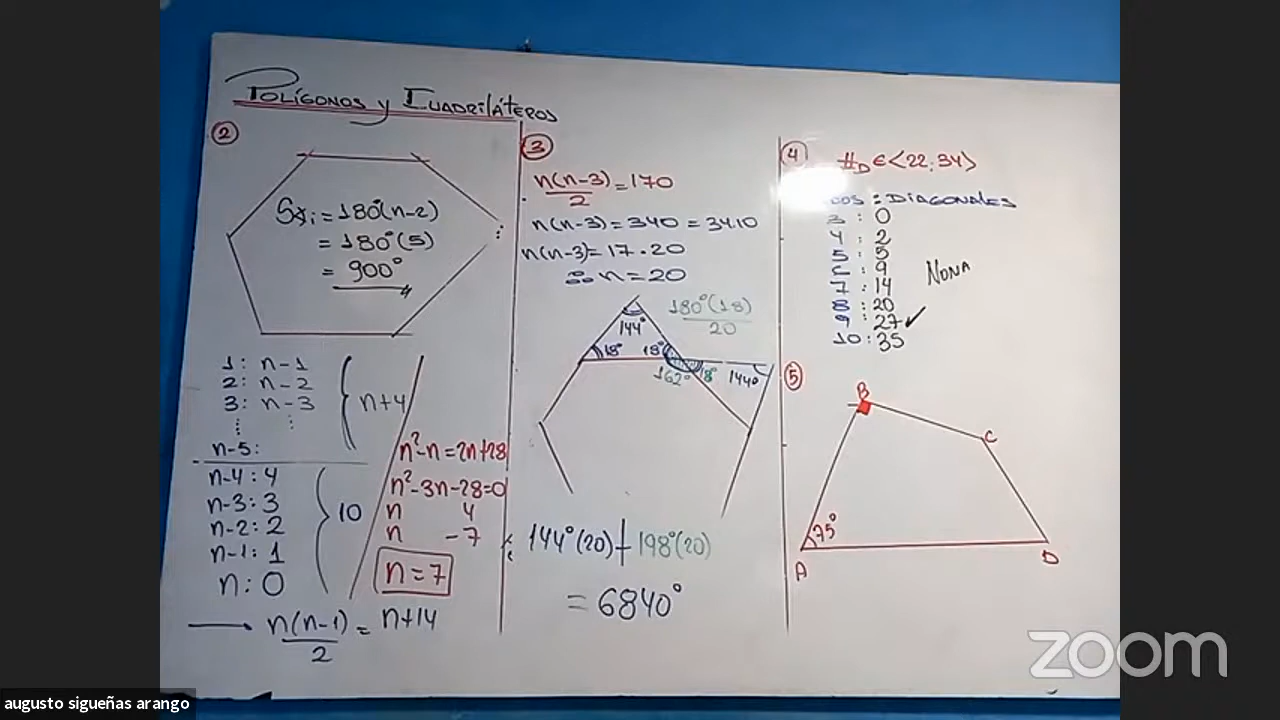 Polígonos y Cuadriláteros
②
S∢i = 180°(n-2)
= 180°(5)
= 900°
1: n-1
2: n-2
3: n-3
⋮ ⋮
n-5:
n+4
n-4: 4
n-3: 3
n-2: 2
n-1: 1
n: 0
10
n(n-1)/2 = n+14
n²-n=2n+28
n²-3n-28=0
n 4
n -7
n=7
③
n(n-3)/2 = 170
n(n-3) = 340 = 34.10
n(n-3) = 17.20
∴ n = 20
180°(18)/20
144°
18° 18°
162° 18° 144°
144°(20) + 198°(20)
= 6840°
④
#D ∈ <22; 34>
: DIAGONALES
3 : 0
4 : 2
5 : 5
6 : 9
7 : 14
8 : 20
9 : 27 ✓
10 : 35
NONA
⑤
B
C
75°
A
D
zoom
augusto sigueñas arango